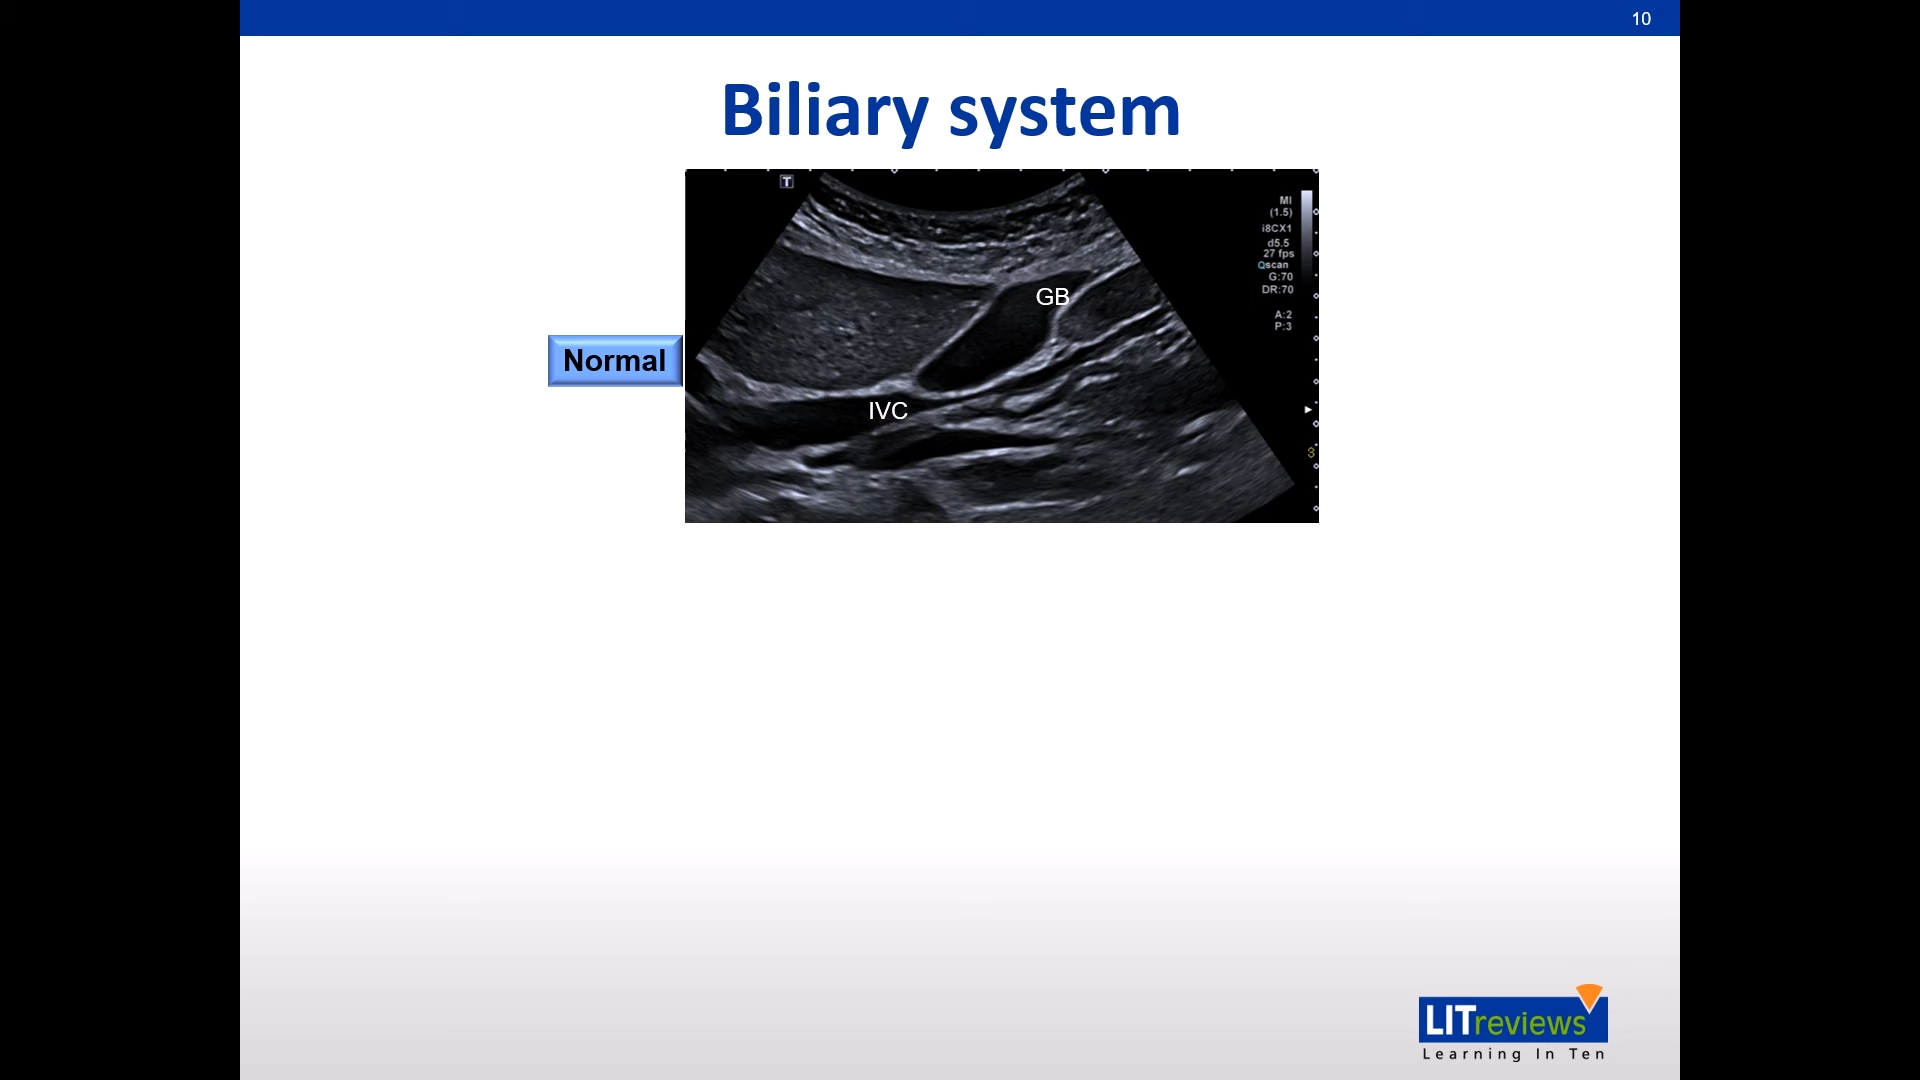 10
Biliary system
T
MI
(1.5)
i8CX1
d5.5
27 fps
Qscan
G:70
DR:70
A:2
P:3
GB
Normal
IVC
3
LITreviews
Learning In Ten